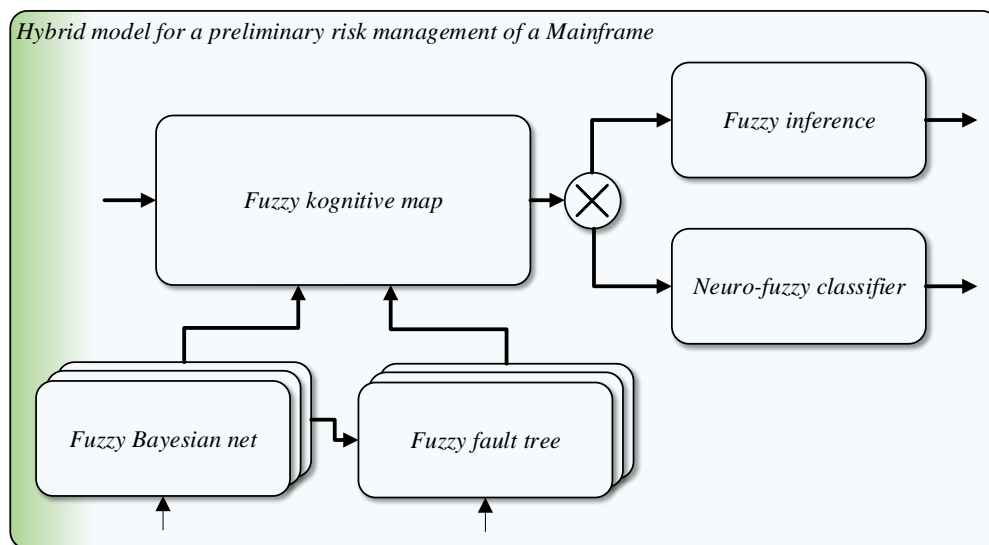 Hybrid model for a preliminary risk management of a Mainframe
Fuzzy inference
Fuzzy kognitive map
Neuro-fuzzy classifier
Fuzzy Bayesian net
Fuzzy fault tree